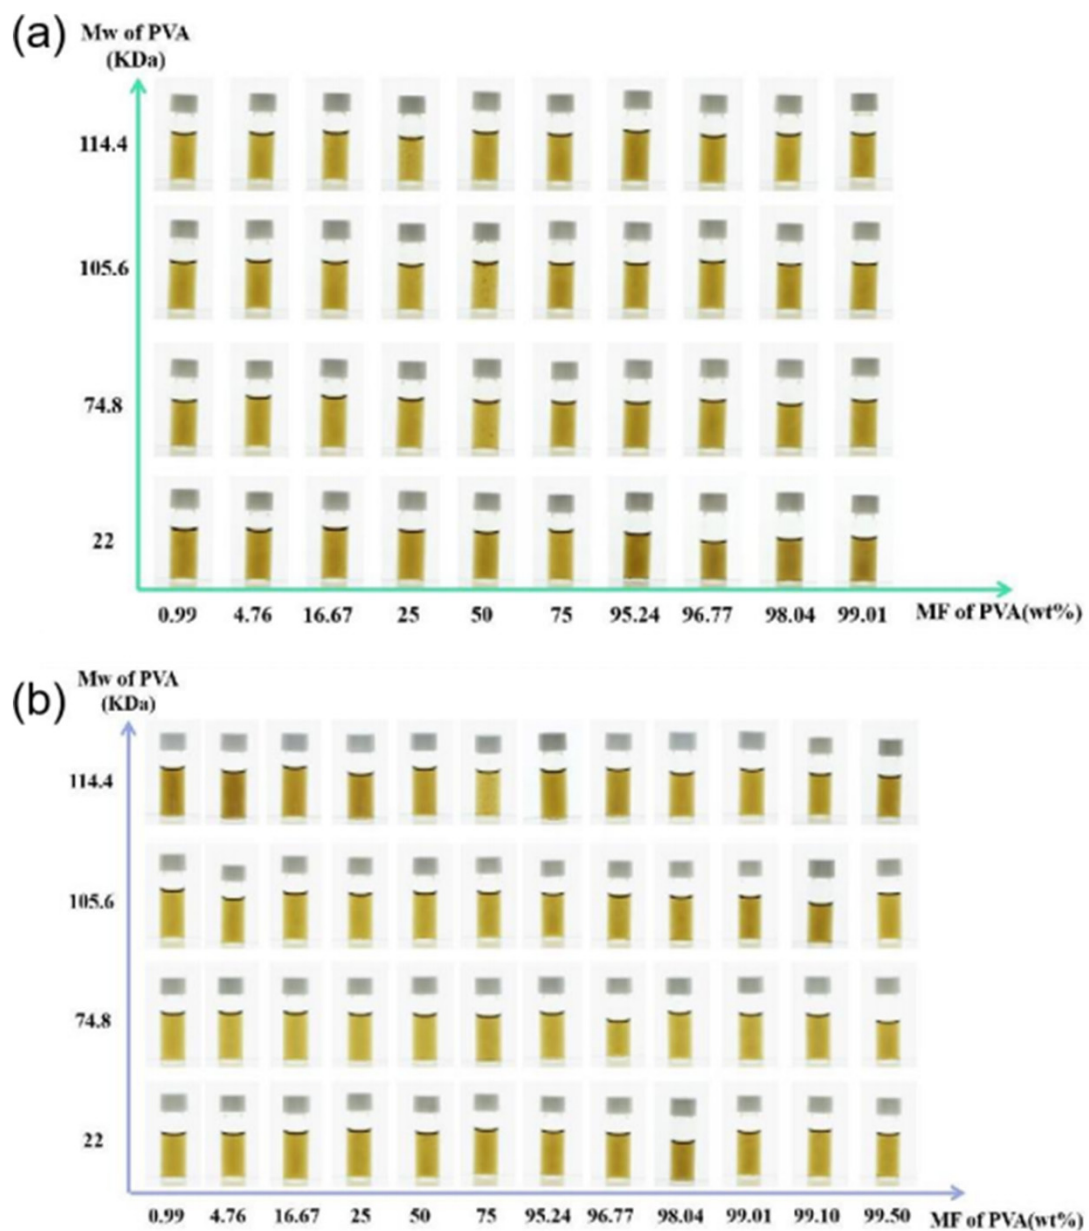 (a) Mw of PVA
(KDa)
114.4
105.6
74.8
22
0.99 4.76 16.67 25 50 75 95.24 96.77 98.04 99.01 MF of PVA(wt%)
(b) Mw of PVA
(KDa)
114.4
105.6
74.8
22
0.99 4.76 16.67 25 50 75 95.24 96.77 98.04 99.01 99.10 99.50 MF of PVA(wt%)